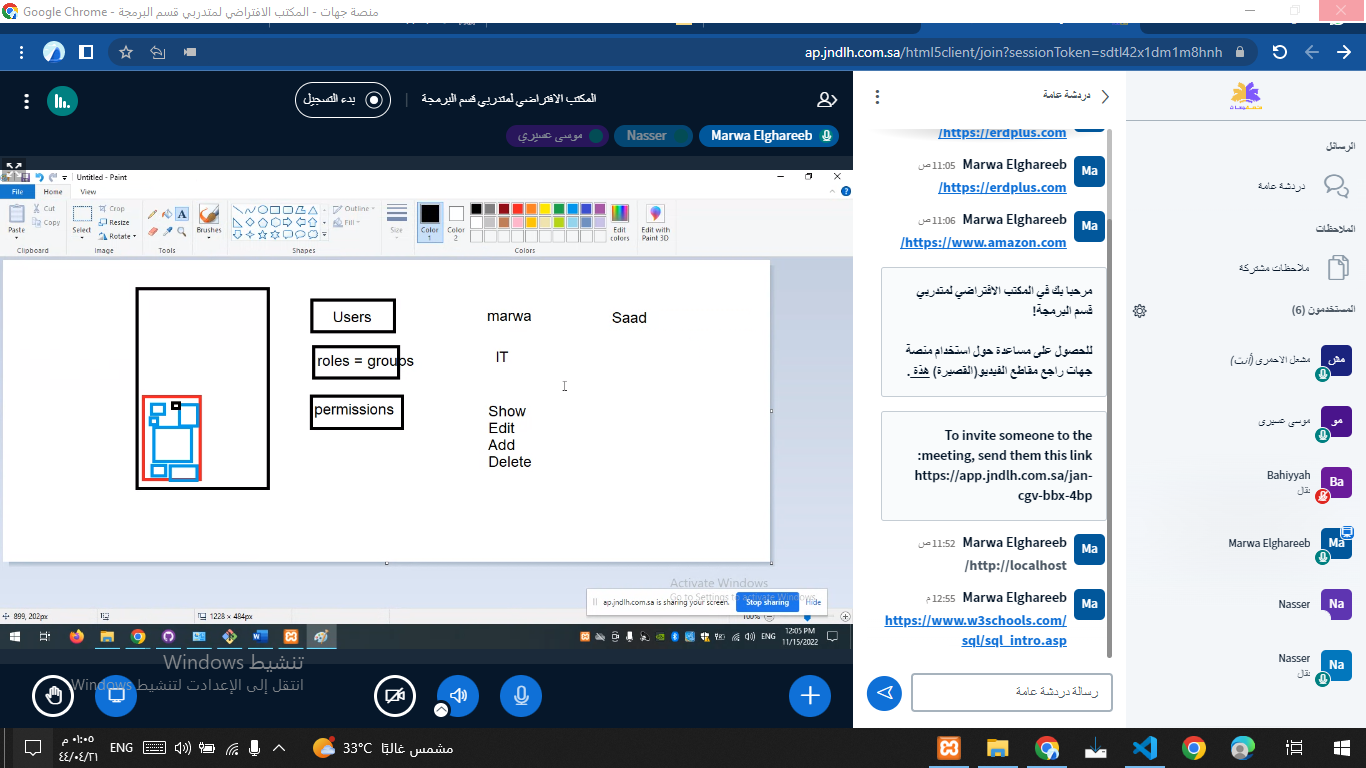 منصة جهات - المكتب الافتراضي لمتدربي قسم البرمجة - Google Chrome
ap.jndlh.com.sa/html5client/join?sessionToken=sdtl42x1dm1m8hnh
بدء التسجيل
المكتب الافتراضي لمتدربي قسم البرمجة
موسى عسيري
Nasser
Marwa Elghareeb
Untitled - Paint
File
Home
View
Paste
Cut
Copy
Clipboard
Select
Crop
Resize
Rotate
Image
A
Tools
Brushes
Shapes
Outline
Fill
Size
Color 1
Color 2
Edit colors
Colors
Edit with Paint 3D
Users
marwa
Saad
roles = groups
IT
permissions
Show
Edit
Add
Delete
Activate Windows
Go to Settings to activate Windows.
ap.jndlh.com.sa is sharing your screen.
Stop sharing
Hide
899, 202px
1228 × 484px
100%
ENG
12:05 PM
11/15/2022
تنشيط Windows
انتقل إلى الإعدادت لتنشيط Windows
دردشة عامة
https://erdplus.com/
Ma
Marwa Elghareeb 11:05 ص
https://erdplus.com/
Ma
Marwa Elghareeb 11:06 ص
https://www.amazon.com/
مرحبا بك في المكتب الافتراضي لمتدربي
قسم البرمجة!
للحصول على مساعدة حول استخدام منصة
جهات راجع مقاطع الفيديو(القصيرة) هذة .
To invite someone to the
meeting, send them this link:
https://app.jndlh.com.sa/jan-
cgv-bbx-4bp
Ma
Marwa Elghareeb 11:52 ص
http://localhost/
Ma
Marwa Elghareeb 12:55 م
https://www.w3schools.com/
sql/sql_intro.asp
رسالة دردشة عامة
الرسائل
دردشة عامة
الملاحظات
ملاحظات مشتركة
المستخدمون (6)
مش
مشعل الاحمرى (أنت)
مو
موسى عسيرى
Ba
Bahiyyah
نقال
Ma
Marwa Elghareeb
Na
Nasser
Na
Nasser
نقال
٠١:٠٥ م
٤٤/٠٤/٢١
ENG
33°C
مشمس غالبًا